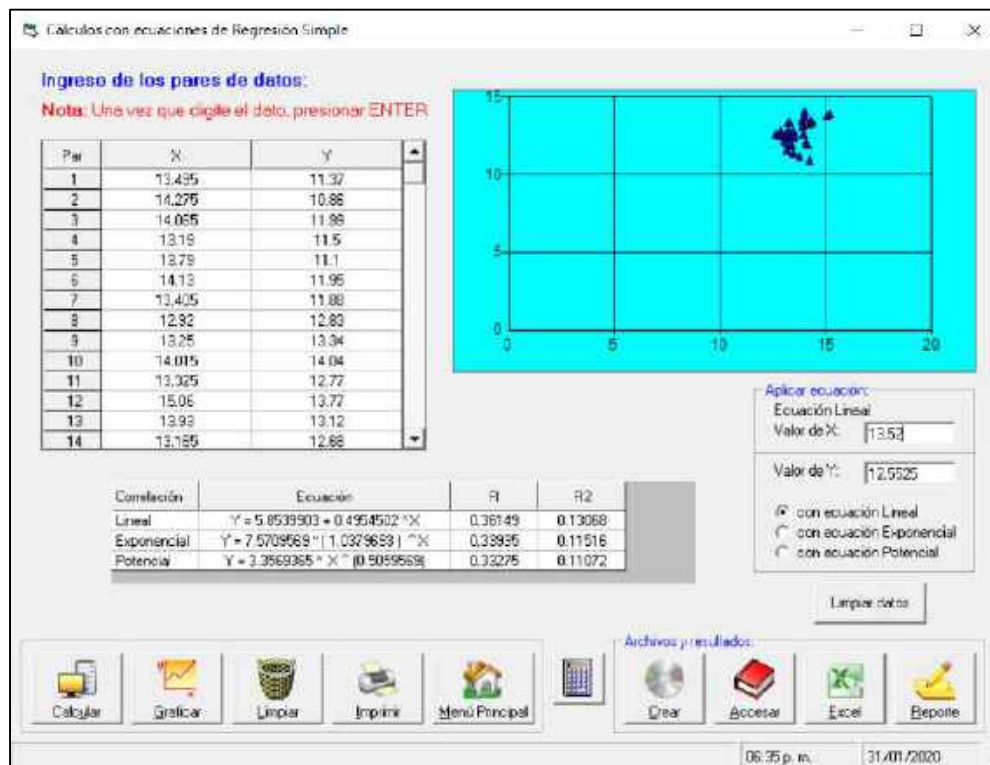 Cálculos con ecuaciones de Regresión Simple
Ingreso de los pares de datos:
Nota: Una vez que digite el dato, presionar ENTER
Par X Y
1 13.495 11.37
2 14.275 10.86
3 14.065 11.99
4 13.19 11.5
5 13.79 11.1
6 14.13 11.95
7 13.405 11.88
8 12.92 12.83
9 13.25 13.34
10 14.015 14.04
11 13.325 12.77
12 15.06 13.77
13 13.93 13.12
14 13.165 12.68
15
10
5
0
0 5 10 15 20
Aplicar ecuación:
Ecuación Lineal
Valor de X: 13.52
Valor de Y: 12.5525
con ecuación Lineal
con ecuación Exponencial
con ecuación Potencial
Correlación Ecuación R R2
Lineal Y = 5.8539903 + 0.4954502 *X 0.36149 0.13068
Exponencial Y = 7.5709569 * ( 1.0379683 ) ^X 0.33935 0.11516
Potencial Y = 3.3569365 * X ^ (0.5059569) 0.33275 0.11072
Limpiar datos
Archivos y resultados:
Calcular Graficar Limpiar Imprimir Menú Principal Crear Accesar Excel Reporte
06:35 p. m. 31/01/2020